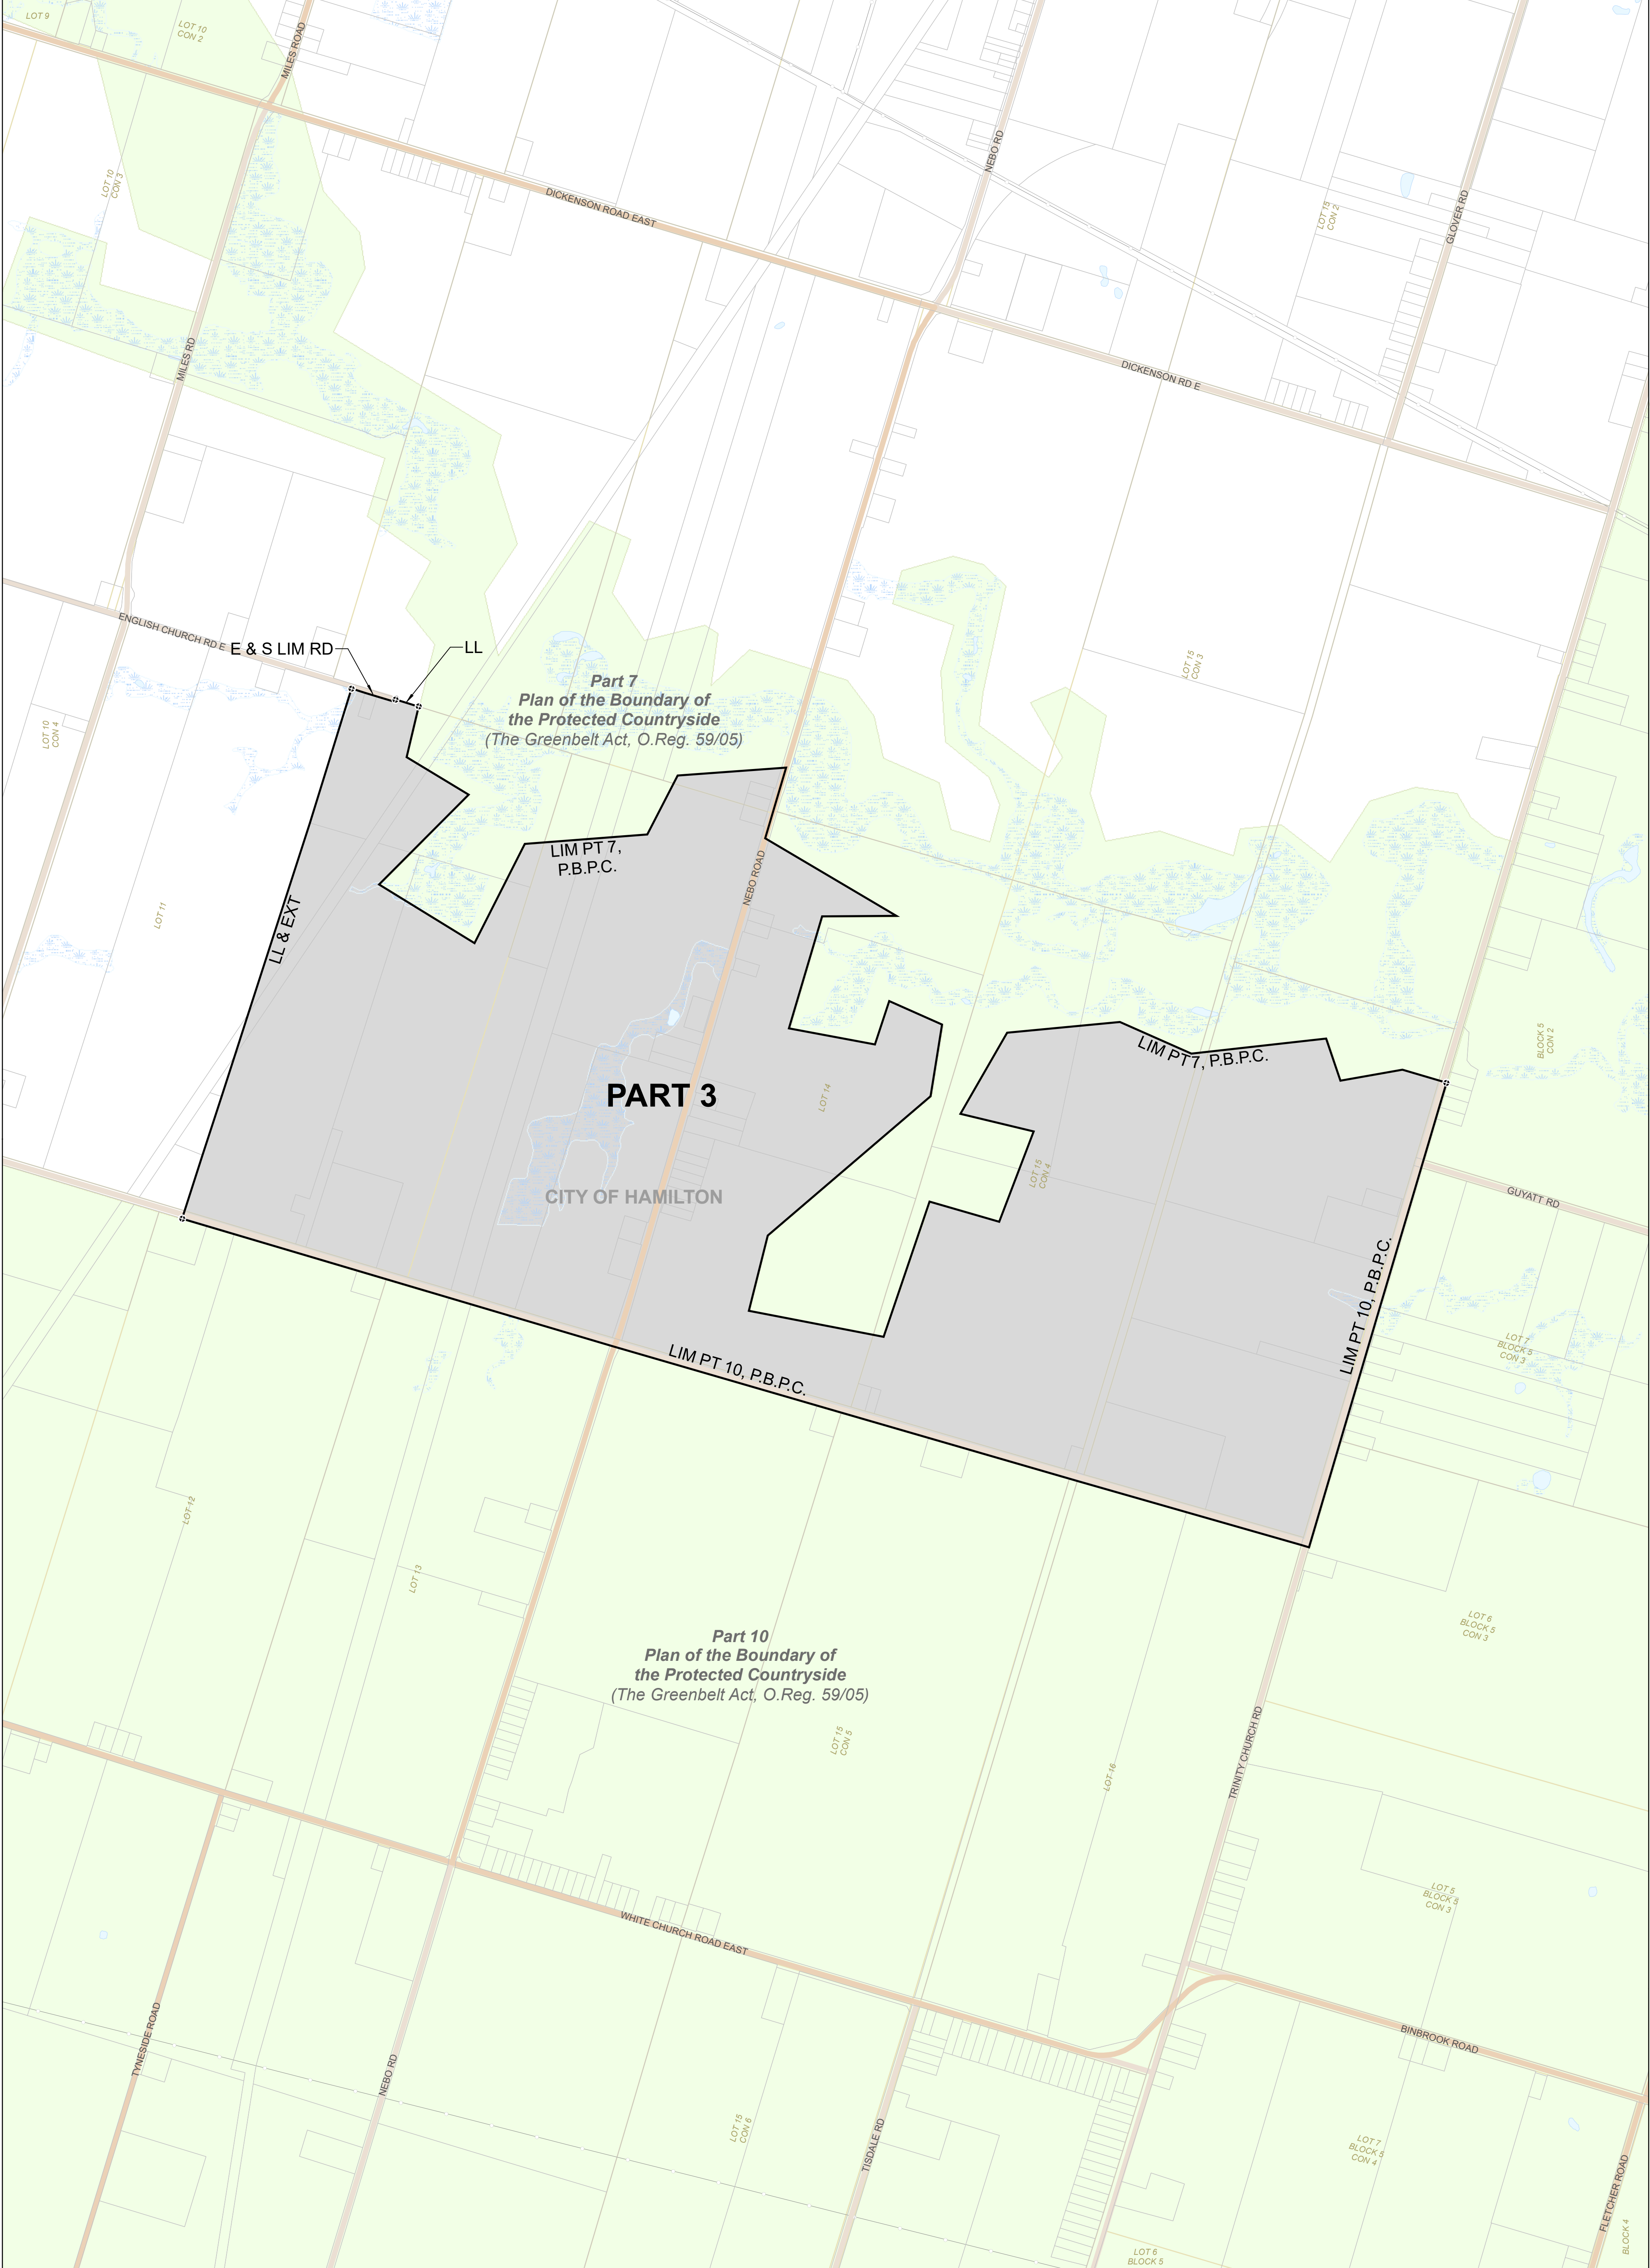 LOT 9
LOT 10
CON 2
MILES ROAD
NEBO RD
LOT 10
CON 3
DICKENSON ROAD EAST
LOT 15
CON 2
GLOVER RD
MILES RD
DICKENSON RD E
ENGLISH CHURCH RD E
E & S LIM RD
LL
LOT 15
CON 3
Part 7
Plan of the Boundary of
the Protected Countryside
(The Greenbelt Act, O.Reg. 59/05)
LOT 10
CON 4
LIM PT 7,
P.B.P.C.
NEBO ROAD
LOT 11
LL & EXT
LIM PT7, P.B.P.C.
BLOCK 5
CON 2
PART 3
LOT 14
LOT 15
CON 4
CITY OF HAMILTON
GUYATT RD
LIM PT 10, P.B.P.C.
LOT 7
BLOCK 5
CON 3
LIM PT 10, P.B.P.C.
LOT 12
LOT 13
LOT 6
BLOCK 5
CON 3
Part 10
Plan of the Boundary of
the Protected Countryside
(The Greenbelt Act, O.Reg. 59/05)
LOT 15
CON 5
LOT 16
TRINITY CHURCH RD
LOT 5
BLOCK 5
CON 3
WHITE CHURCH ROAD EAST
TYNESIDE ROAD
NEBO RD
BINBROOK ROAD
LOT 15
CON 6
TISDALE RD
LOT 7
BLOCK 5
CON 4
FLETCHER ROAD
BLOCK 4
LOT 6
BLOCK 5